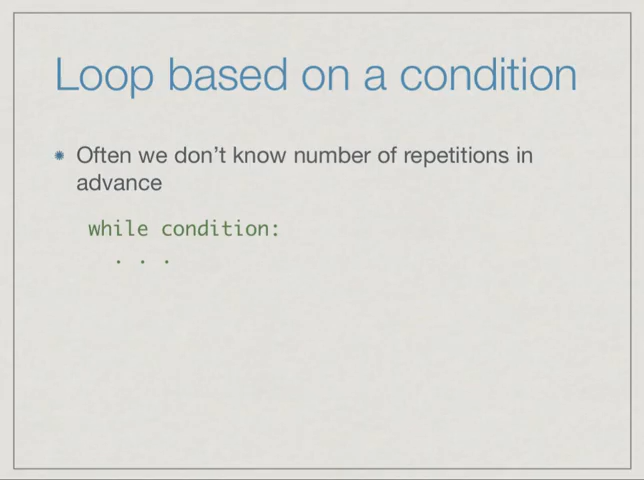 Loop based on a condition
Often we don’t know number of repetitions in
advance
while condition:
. . .